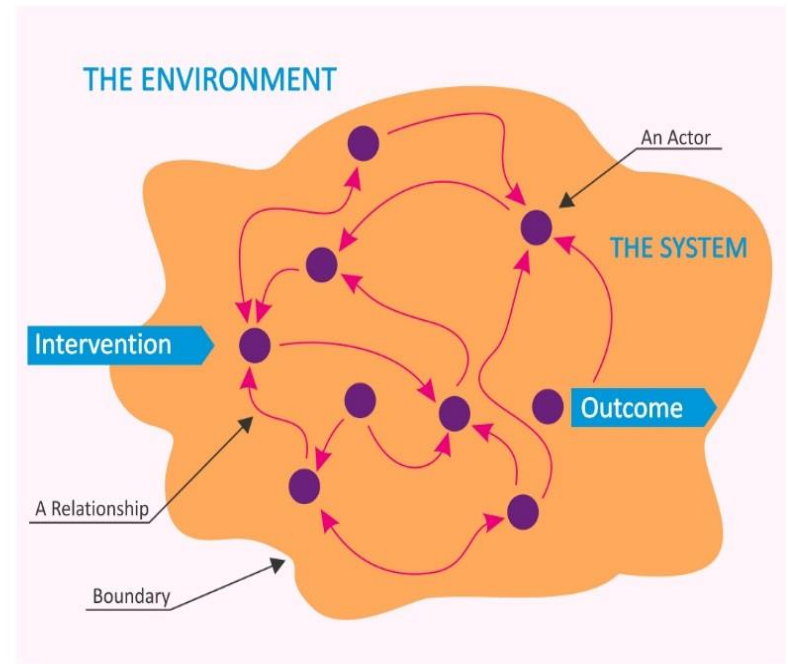 THE ENVIRONMENT
An Actor
THE SYSTEM
Intervention
Outcome
A Relationship
Boundary